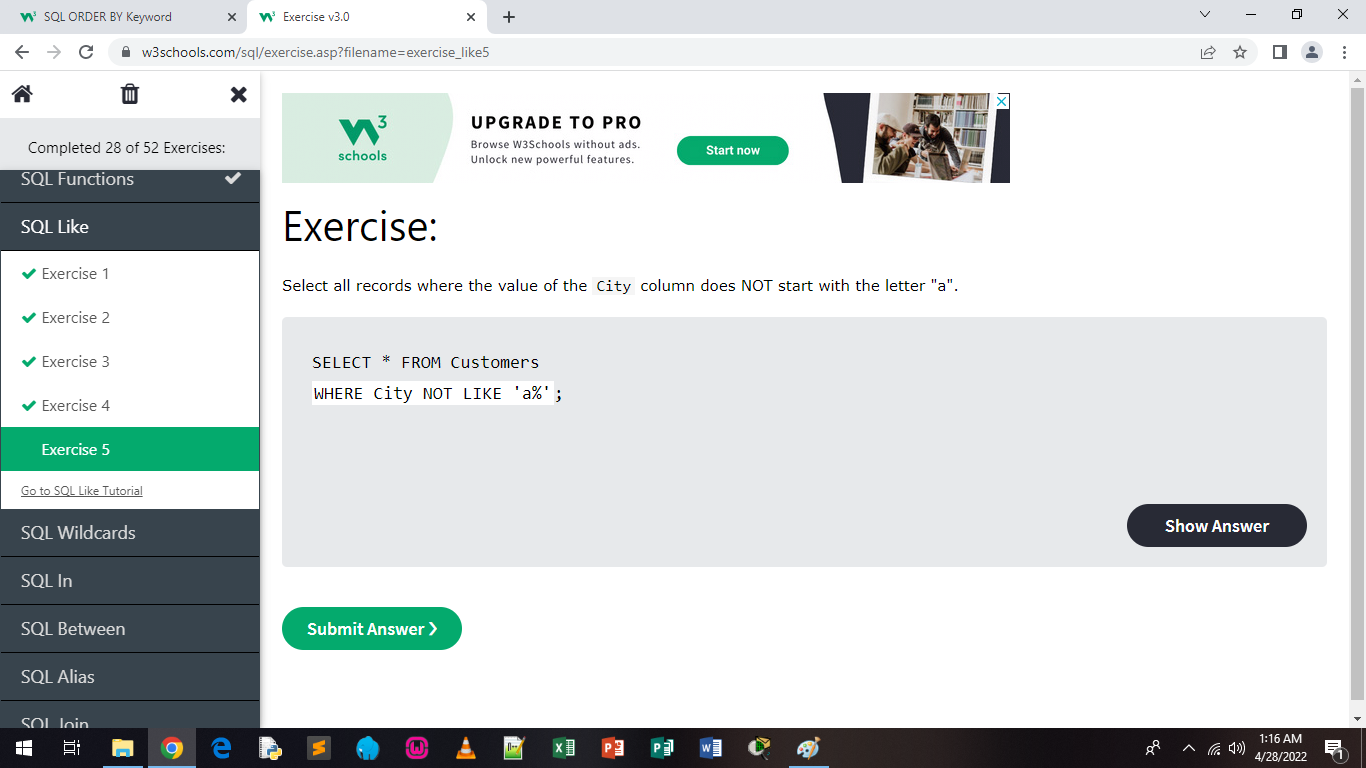 SQL ORDER BY Keyword
Exercise v3.0
w3schools.com/sql/exercise.asp?filename=exercise_like5
Completed 28 of 52 Exercises:
SQL Functions
SQL Like
Exercise 1
Exercise 2
Exercise 3
Exercise 4
Exercise 5
Go to SQL Like Tutorial
SQL Wildcards
SQL In
SQL Between
SQL Alias
SQL Join
3
schools
UPGRADE TO PRO
Browse W3Schools without ads.
Unlock new powerful features.
Start now
Exercise:
Select all records where the value of the City column does NOT start with the letter "a".
SELECT * FROM Customers
WHERE City NOT LIKE 'a%';
Show Answer
Submit Answer ❯
1:16 AM
4/28/2022
1